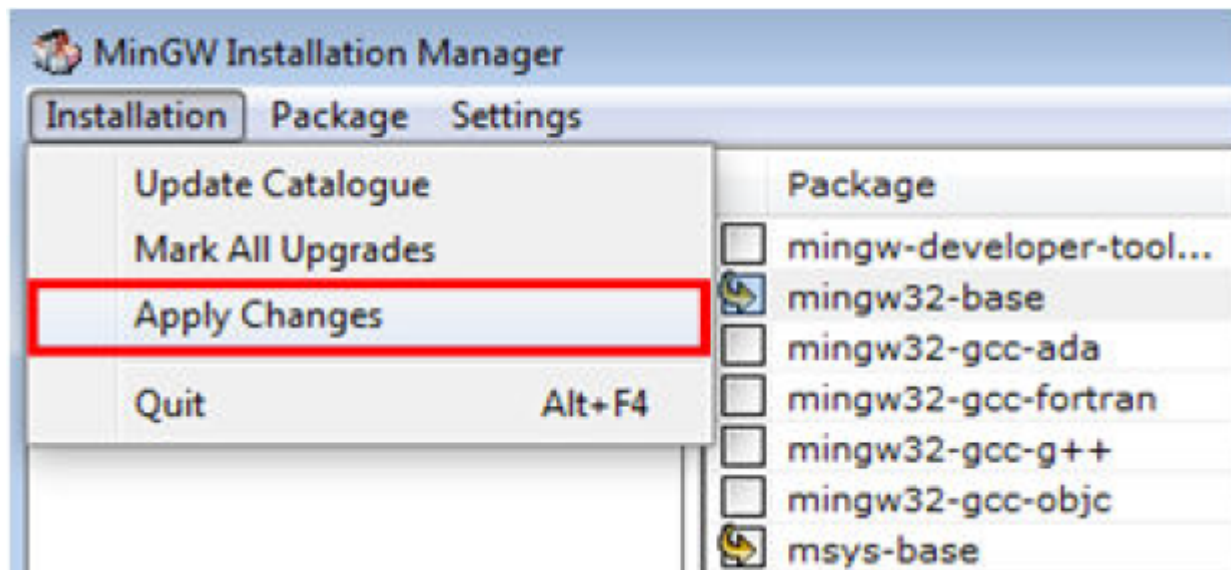 MinGW Installation Manager
Installation Package Settings
Update Catalogue
Mark All Upgrades
Apply Changes
Quit Alt+F4
Package
mingw-developer-tool...
mingw32-base
mingw32-gcc-ada
mingw32-gcc-fortran
mingw32-gcc-g++
mingw32-gcc-objc
msys-base